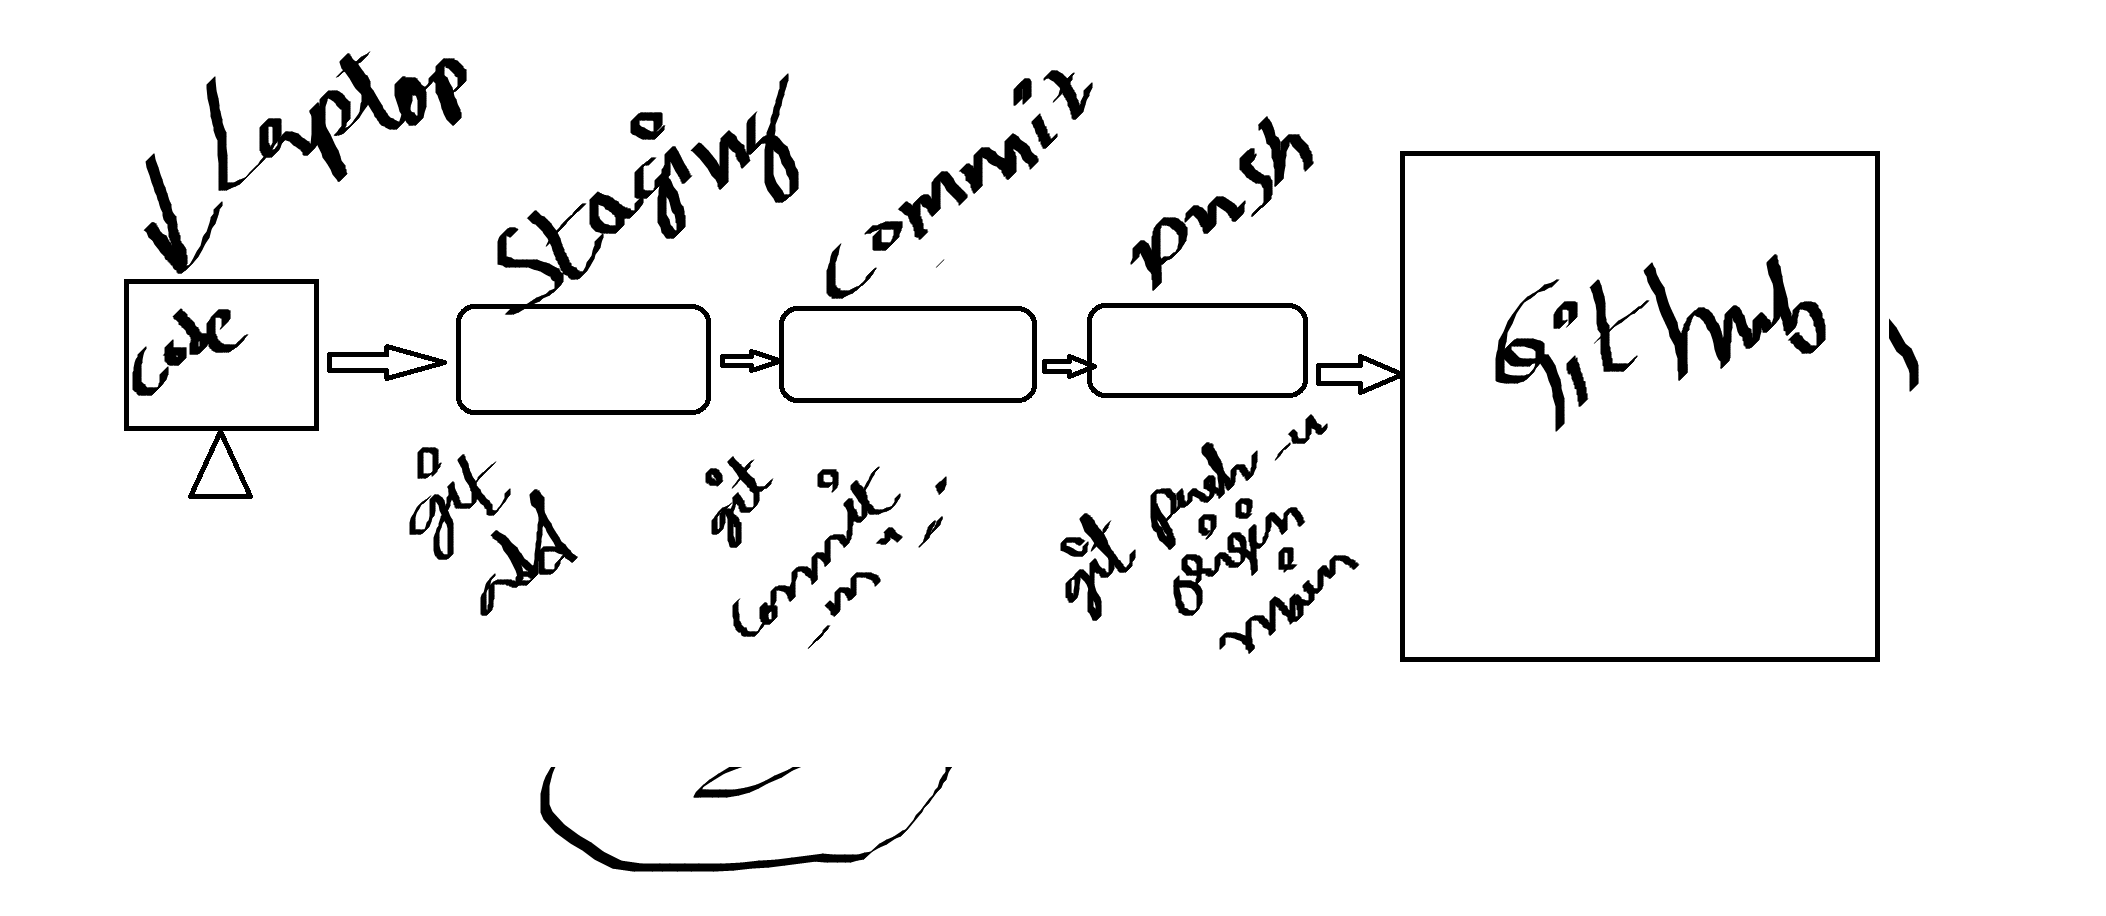 Laptop
Staging
commit
push
code
Github
git
add
git
commit
-m " "
git push -u
origin
main